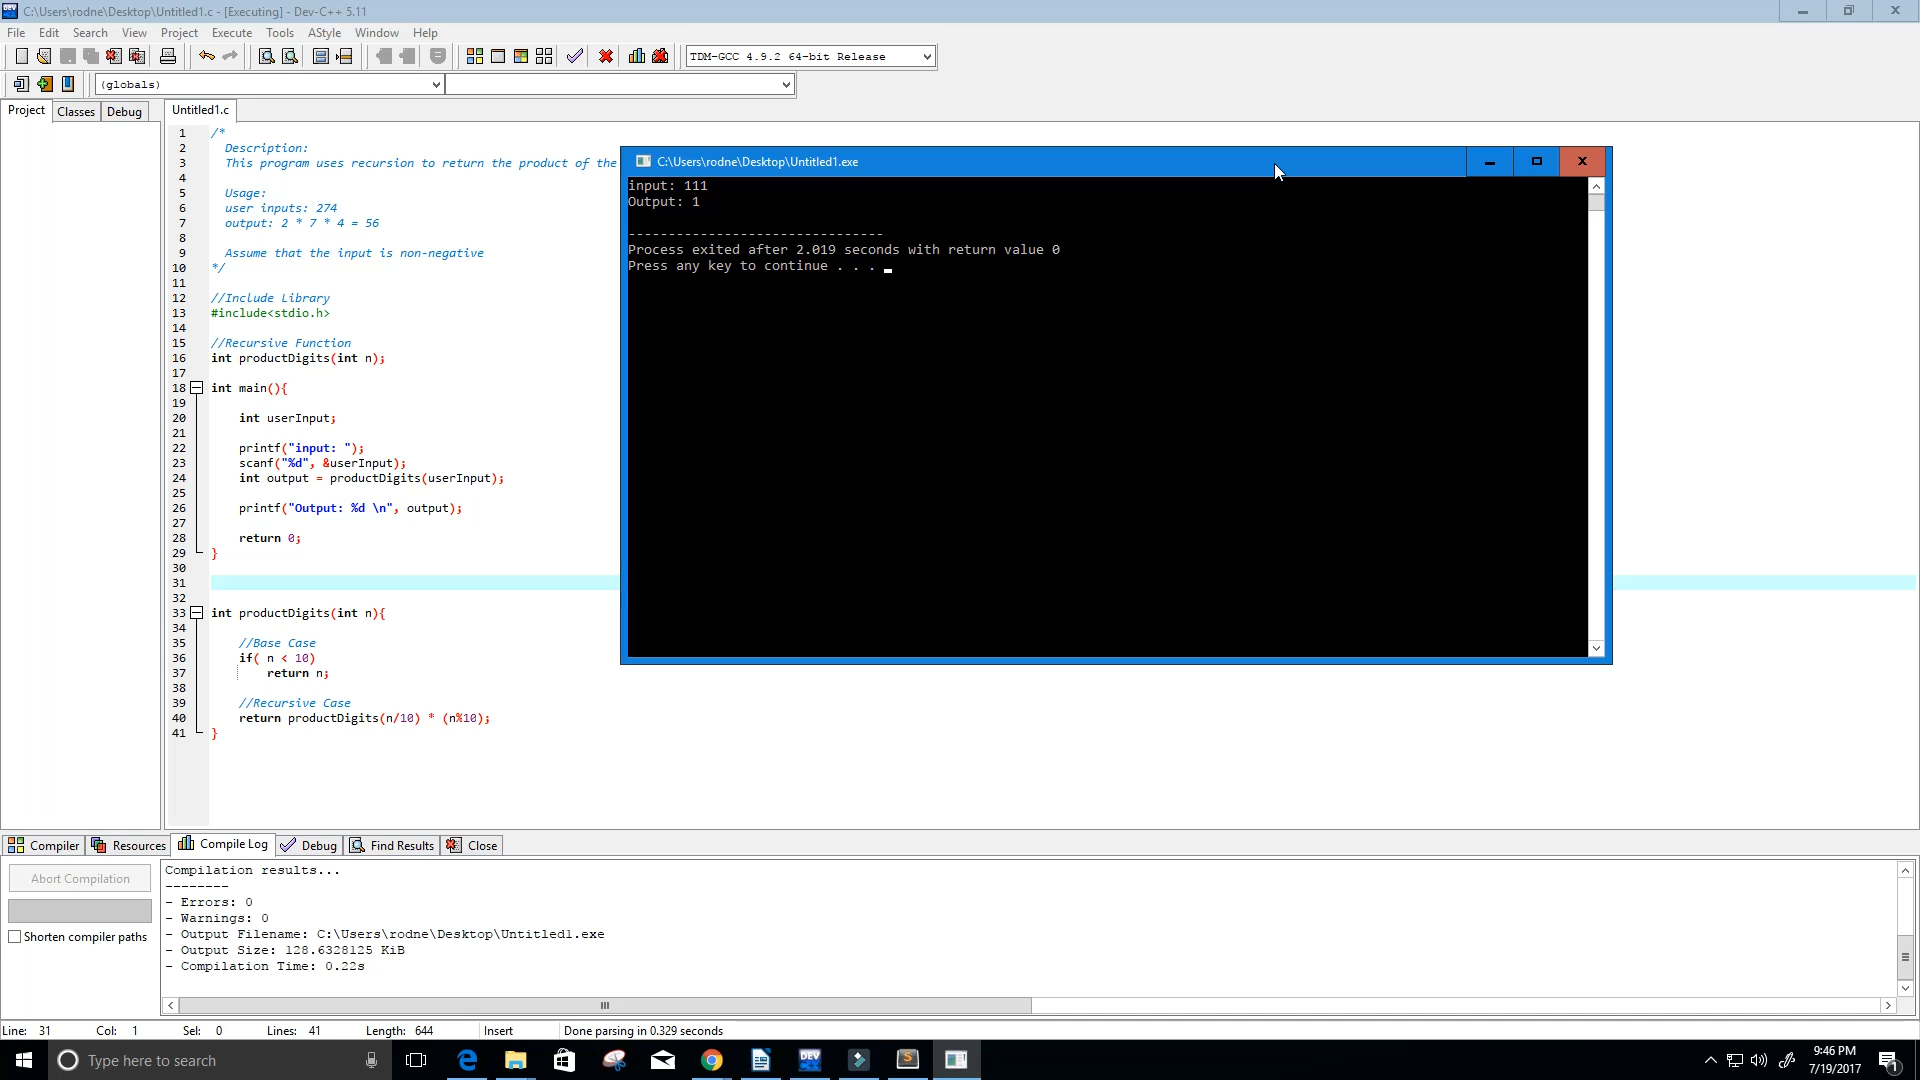 C:\Users\rodne\Desktop\Untitled1.c - [Executing] - Dev-C++ 5.11
File Edit Search View Project Execute Tools AStyle Window Help
TDM-GCC 4.9.2 64-bit Release
(globals)
Project Classes Debug
Untitled1.c
1 /*
2 Description:
3 This program uses recursion to return the product of the
4
5 Usage:
6 user inputs: 274
7 output: 2 * 7 * 4 = 56
8
9 Assume that the input is non-negative
10 */
11
12 //Include Library
13 #include<stdio.h>
14
15 //Recursive Function
16 int productDigits(int n);
17
18 int main(){
19
20 int userInput;
21
22 printf("input: ");
23 scanf("%d", &userInput);
24 int output = productDigits(userInput);
25
26 printf("Output: %d \n", output);
27
28 return 0;
29 }
30
31
32
33 int productDigits(int n){
34
35 //Base Case
36 if( n < 10)
37 return n;
38
39 //Recursive Case
40 return productDigits(n/10) * (n%10);
41 }
C:\Users\rodne\Desktop\Untitled1.exe
input: 111
Output: 1
--------------------------------
Process exited after 2.019 seconds with return value 0
Press any key to continue . . .
Compiler Resources Compile Log Debug Find Results Close
Abort Compilation
Shorten compiler paths
Compilation results...
--------
- Errors: 0
- Warnings: 0
- Output Filename: C:\Users\rodne\Desktop\Untitled1.exe
- Output Size: 128.6328125 KiB
- Compilation Time: 0.22s
Line: 31 Col: 1 Sel: 0 Lines: 41 Length: 644 Insert Done parsing in 0.329 seconds
Type here to search
DEV
9:46 PM
7/19/2017
1